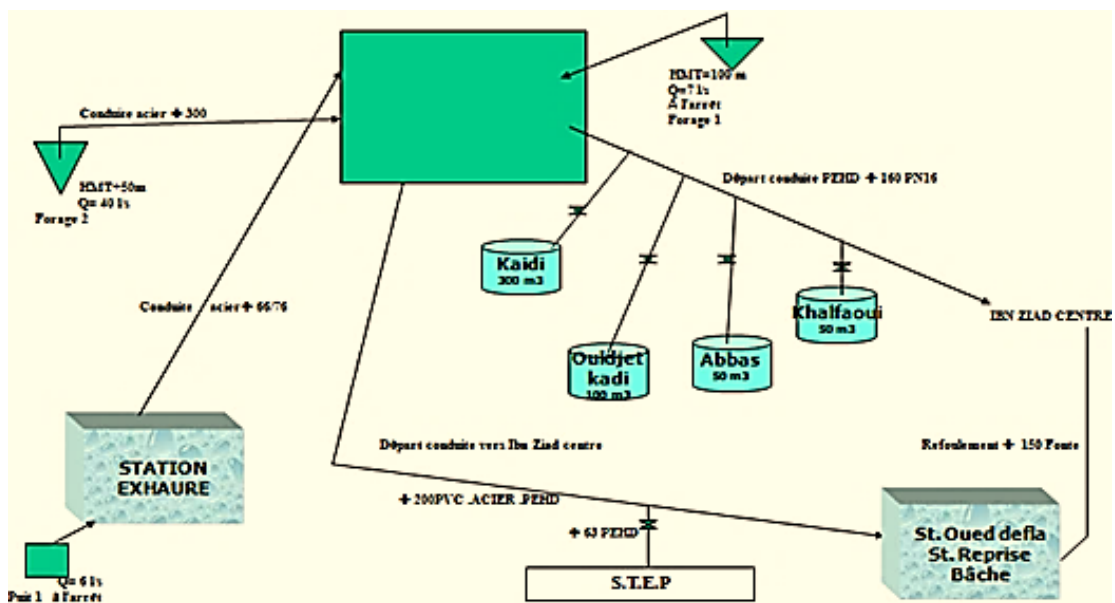 HMT=100 m
Q=7 l/s
À l'arrêt
Conduite acier ✚ 300
HMT=50m
Q= 40 l/s
Forage 2
Départ conduite PEHD ✚ 160 PN16
Kaidi
300 m3
Conduite acier ✚ 66/76
Khalfaoui
50 m3
IBN ZIAD CENTRE
Ouldjet
kadi
100 m3
Abbas
50 m3
Départ conduite vers Ibn Ziad centre
Refoulement ✚ 150 Fonte
STATION
EXHAURE
✚ 200PVC .ACIER .PEHD
✚ 63 PEHD
St. Oued defla
St. Reprise
Bâche
Q= 6 l/s
Puit 1 à l'arrêt
S.T.E.P